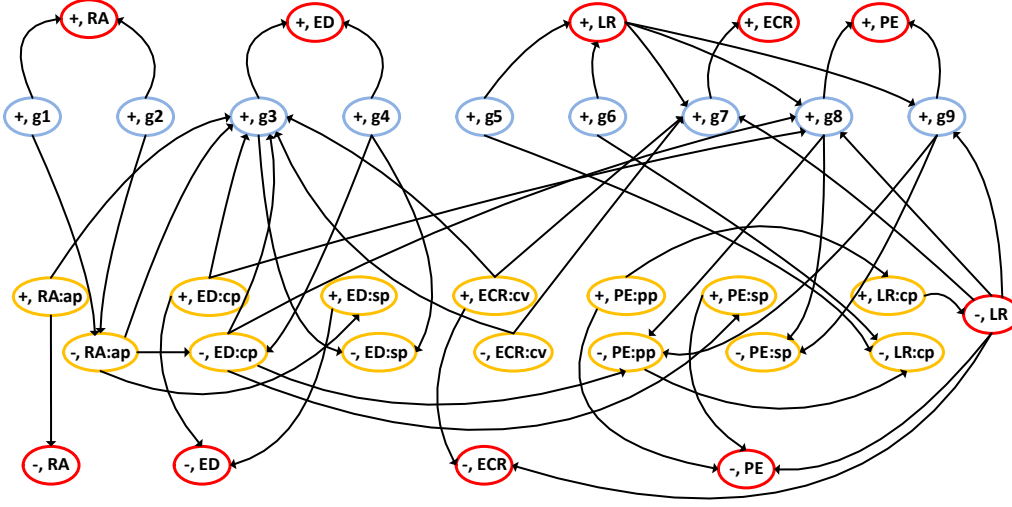 +, RA
+, ED
+, LR
+, ECR
+, PE
+, g1
+, g2
+, g3
+, g4
+, g5
+, g6
+, g7
+, g8
+, g9
+, RA:ap
+, ED:cp
+, ED:sp
+, ECR:cv
+, PE:pp
+, PE:sp
+, LR:cp
-, LR
-, RA:ap
-, ED:cp
-, ED:sp
-, ECR:cv
-, PE:pp
-, PE:sp
-, LR:cp
-, RA
-, ED
-, ECR
-, PE